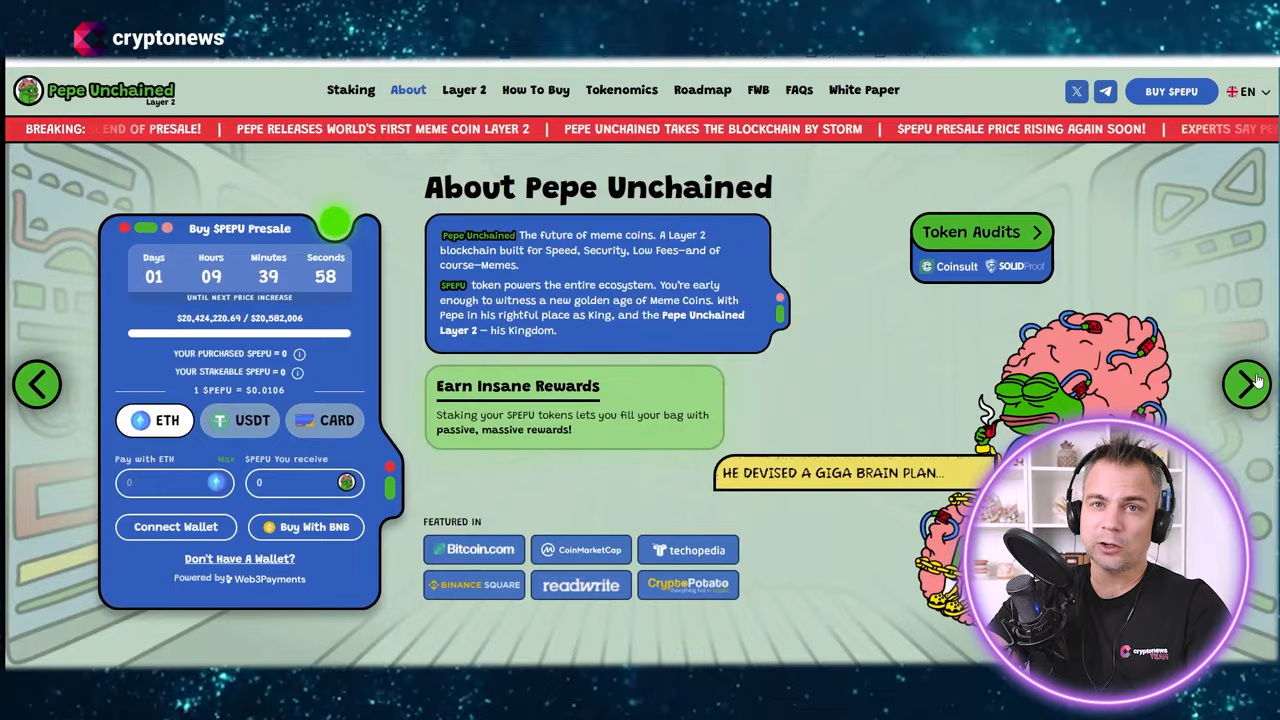 cryptonews
Pepe Unchained
Layer 2
Staking
About
Layer 2
How To Buy
Tokenomics
Roadmap
FWB
FAQs
White Paper
BUY $PEPU
EN
BREAKING: END OF PRESALE! | PEPE RELEASES WORLD'S FIRST MEME COIN LAYER 2 | PEPE UNCHAINED TAKES THE BLOCKCHAIN BY STORM | $PEPU PRESALE PRICE RISING AGAIN SOON! | EXPERTS SAY
Buy $PEPU Presale
Days Hours Minutes Seconds
01 09 39 58
UNTIL NEXT PRICE INCREASE
$20,424,220.69 / $20,582,006
YOUR PURCHASED $PEPU = 0
YOUR STAKEABLE $PEPU = 0
1 $PEPU = $0.0106
ETH USDT CARD
Pay with ETH Max $PEPU You receive
0 0
Connect Wallet Buy With BNB
Don't Have A Wallet?
Powered by Web3Payments
About Pepe Unchained
Pepe Unchained The future of meme coins. A Layer 2
blockchain built for Speed, Security, Low Fees—and of
course—Memes.
$PEPU token powers the entire ecosystem. You're early
enough to witness a new golden age of Meme Coins. With
Pepe in his rightful place as King, and the Pepe Unchained
Layer 2 – his Kingdom.
Earn Insane Rewards
Staking your $PEPU tokens lets you fill your bag with
passive, massive rewards!
FEATURED IN
Bitcoin.com CoinMarketCap techopedia
BINANCE SQUARE readwrite CryptoPotato
Token Audits
Coinsult SOLIDProof
HE DEVISED A GIGA BRAIN PLAN...
cryptonews